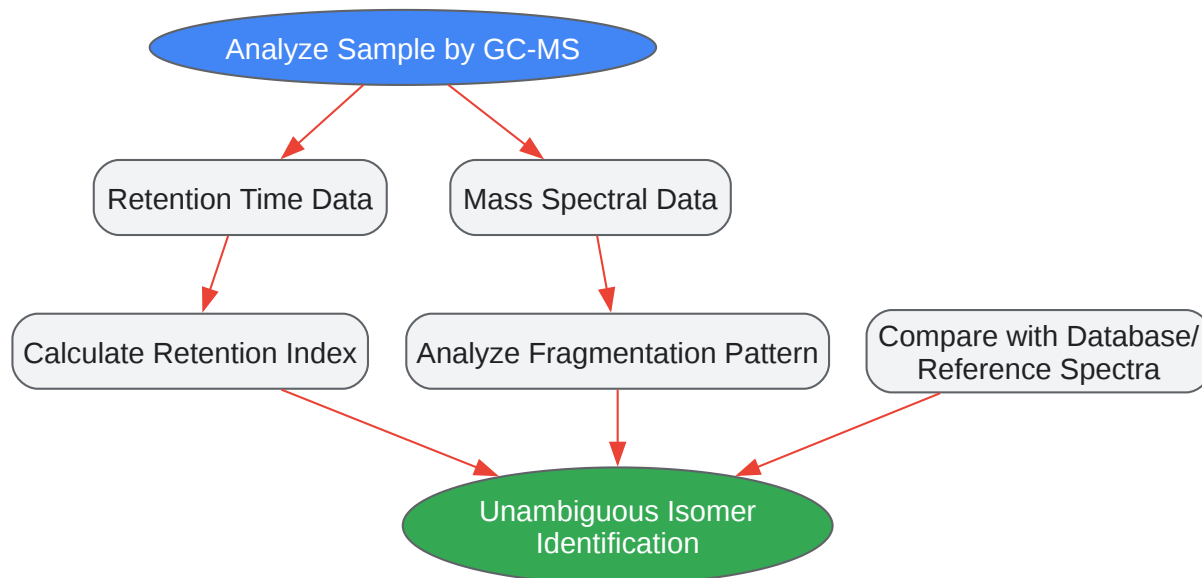 Analyze Sample by GC-MS
Retention Time Data
Mass Spectral Data
Calculate Retention Index
Analyze Fragmentation Pattern
Compare with Database/
Reference Spectra
Unambiguous Isomer
Identification